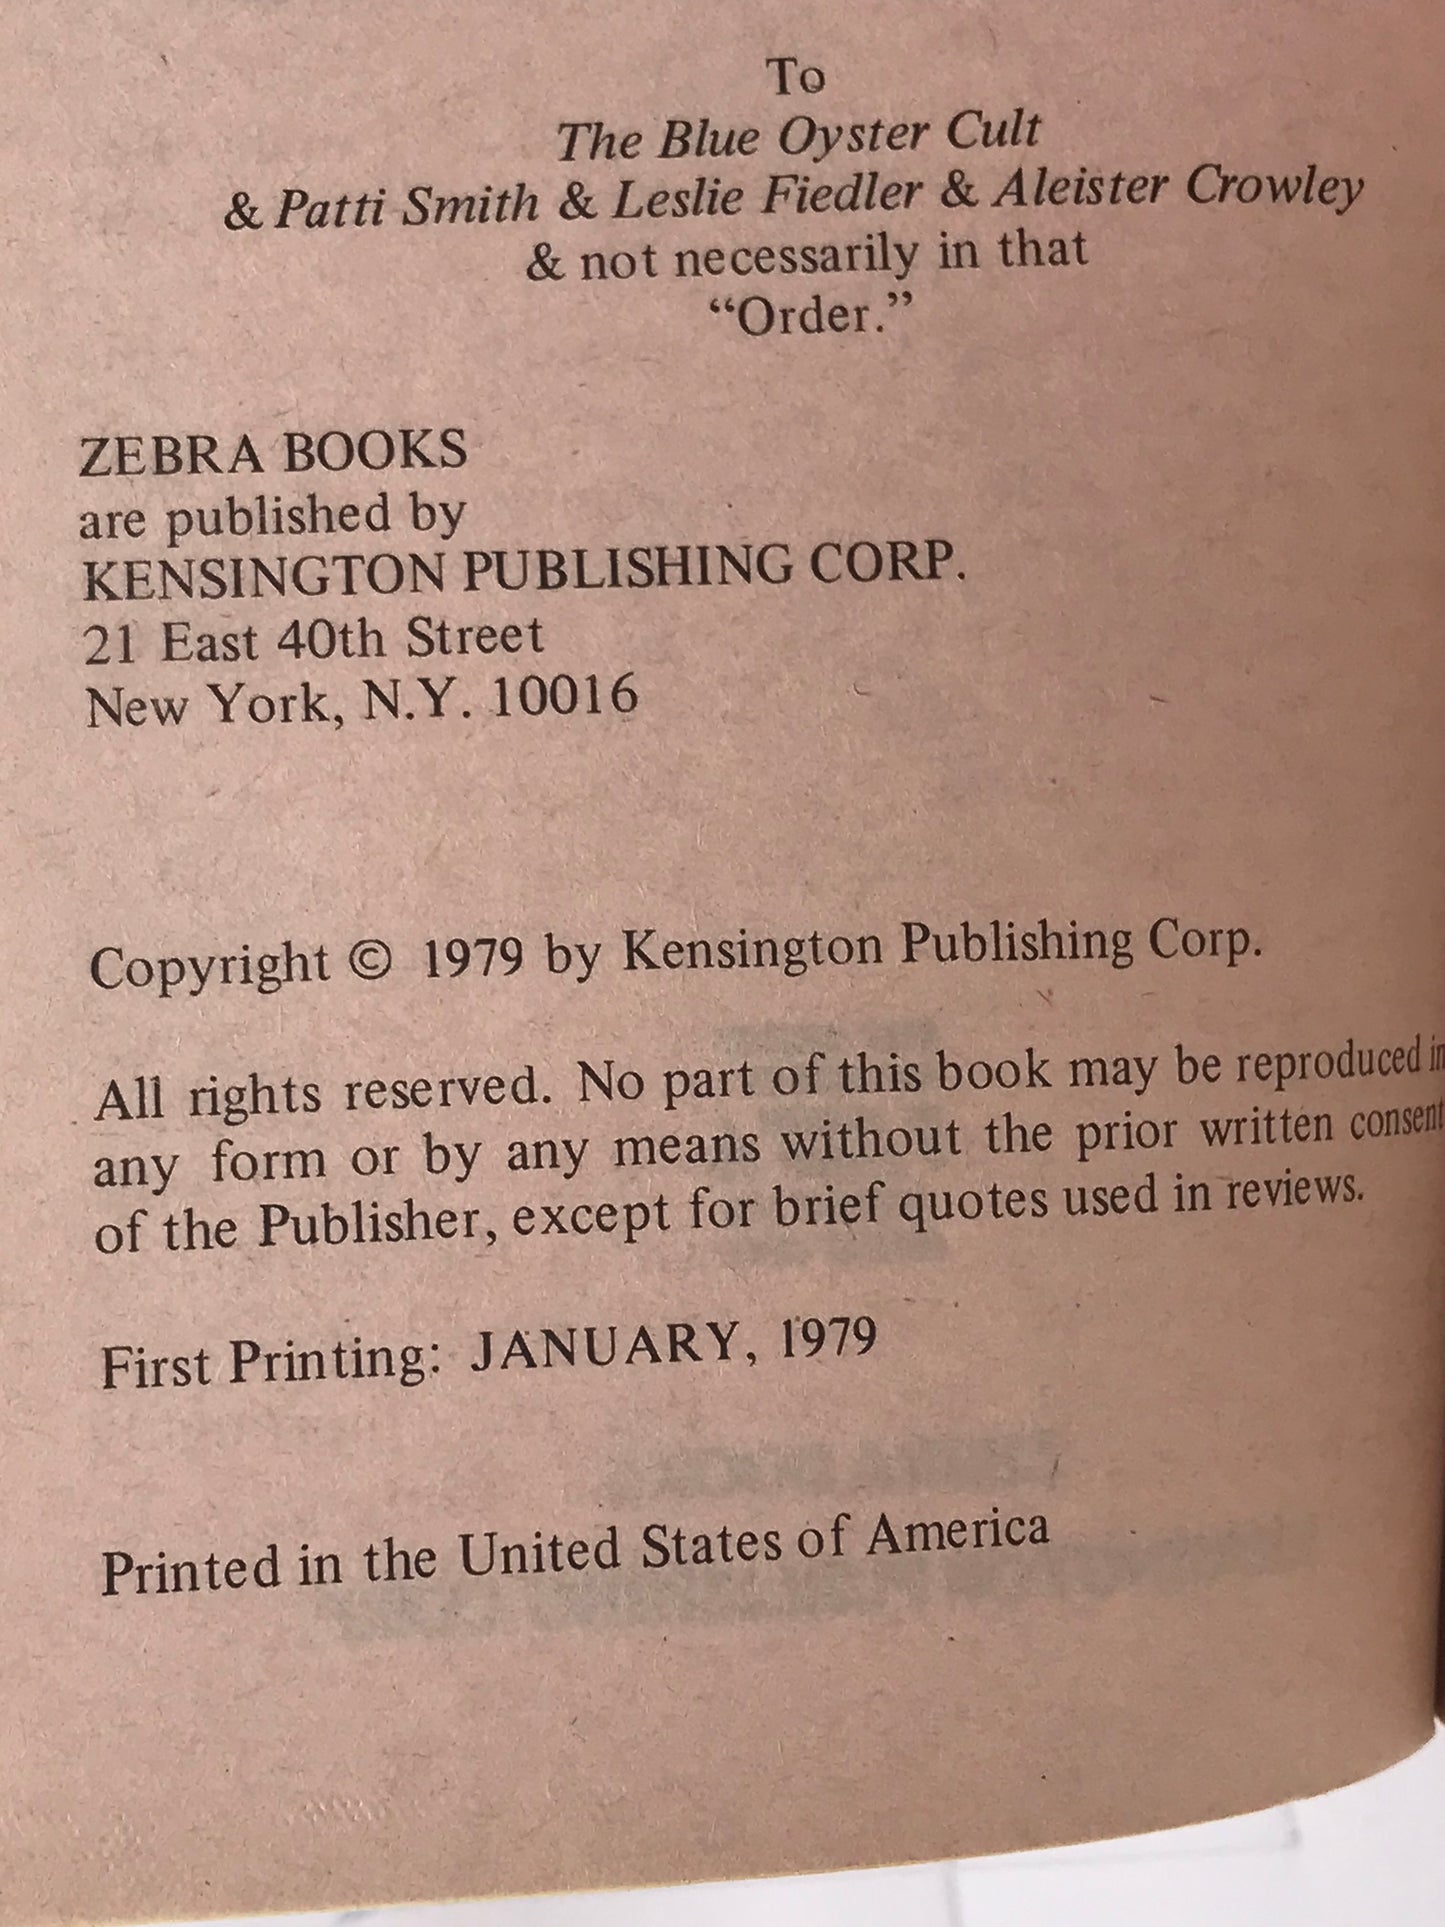 To
The Blue Oyster Cult
& Patti Smith & Leslie Fiedler & Aleister Crowley
& not necessarily in that
“Order.”
ZEBRA BOOKS
are published by
KENSINGTON PUBLISHING CORP.
21 East 40th Street
New York, N.Y. 10016
Copyright © 1979 by Kensington Publishing Corp.
All rights reserved. No part of this book may be reproduced in
any form or by any means without the prior written consent
of the Publisher, except for brief quotes used in reviews.
First Printing: JANUARY, 1979
Printed in the United States of America